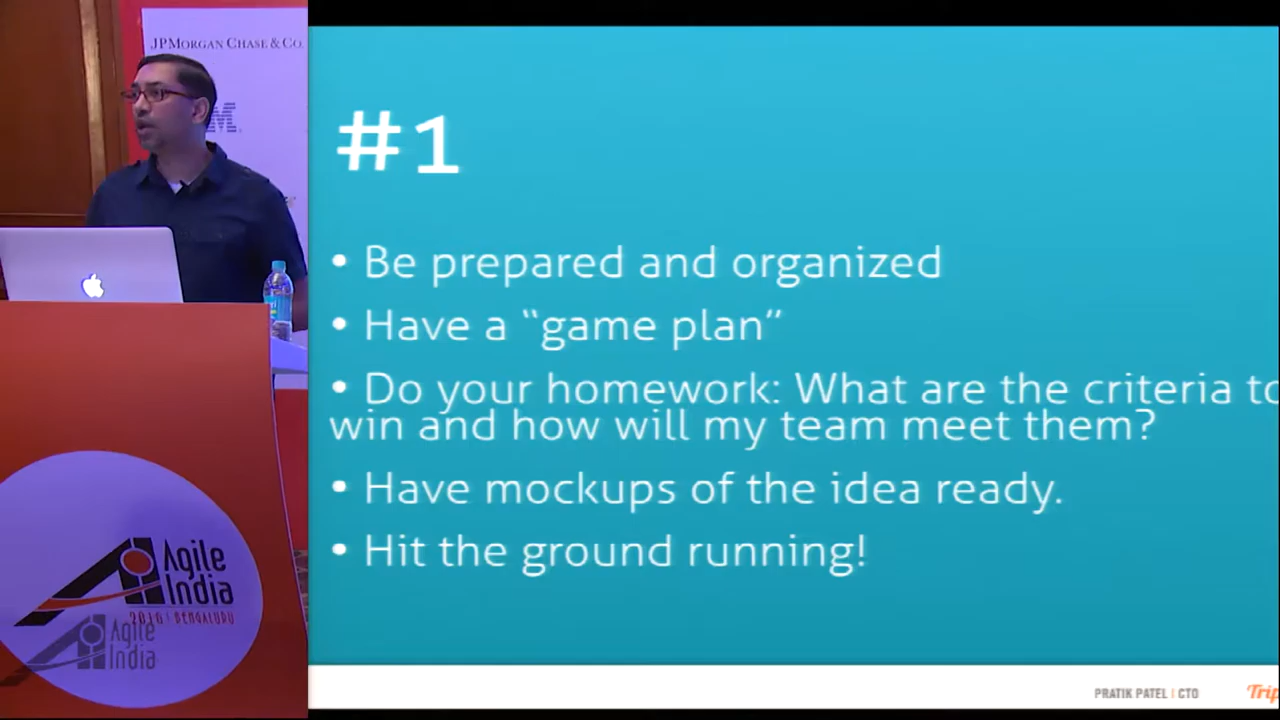 JPMORGAN CHASE & CO.
#1
• Be prepared and organized
• Have a “game plan”
• Do your homework: What are the criteria to
win and how will my team meet them?
• Have mockups of the idea ready.
• Hit the ground running!
Agile
India
2016 | BENGALURU
Agile
India
PRATIK PATEL | CTO